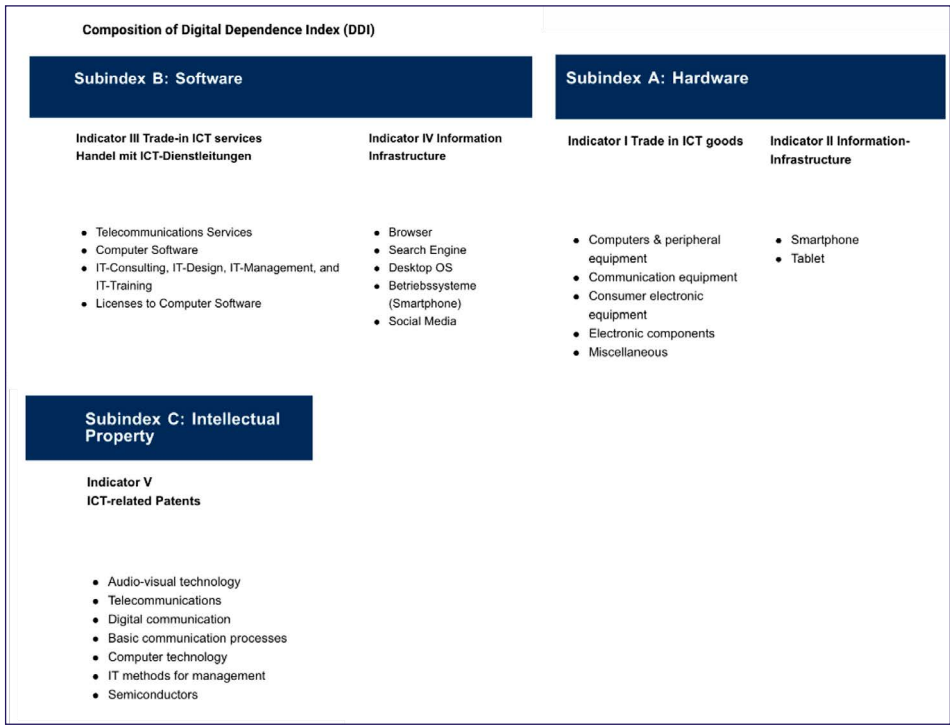 Composition of Digital Dependence Index (DDI)
Subindex B: Software
Indicator III Trade-in ICT services
Handel mit ICT-Dienstleitungen
● Telecommunications Services
● Computer Software
● IT-Consulting, IT-Design, IT-Management, and
IT-Training
● Licenses to Computer Software
Indicator IV Information
Infrastructure
● Browser
● Search Engine
● Desktop OS
● Betriebssysteme
(Smartphone)
● Social Media
Subindex A: Hardware
Indicator I Trade in ICT goods
● Computers & peripheral
equipment
● Communication equipment
● Consumer electronic
equipment
● Electronic components
● Miscellaneous
Indicator II Information-
Infrastructure
● Smartphone
● Tablet
Subindex C: Intellectual
Property
Indicator V
ICT-related Patents
● Audio-visual technology
● Telecommunications
● Digital communication
● Basic communication processes
● Computer technology
● IT methods for management
● Semiconductors